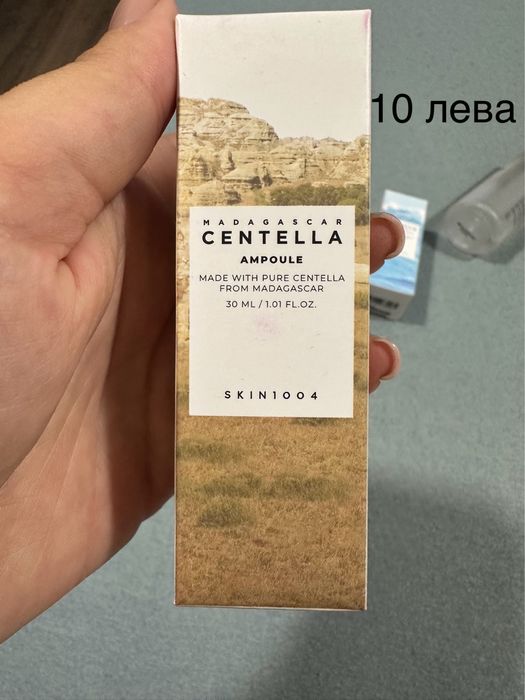 10 лева
MADAGASCAR
CENTELLA
AMPOULE
MADE WITH PURE CENTELLA
FROM MADAGASCAR
30 ML / 1.01 FL.OZ.
SKIN1004